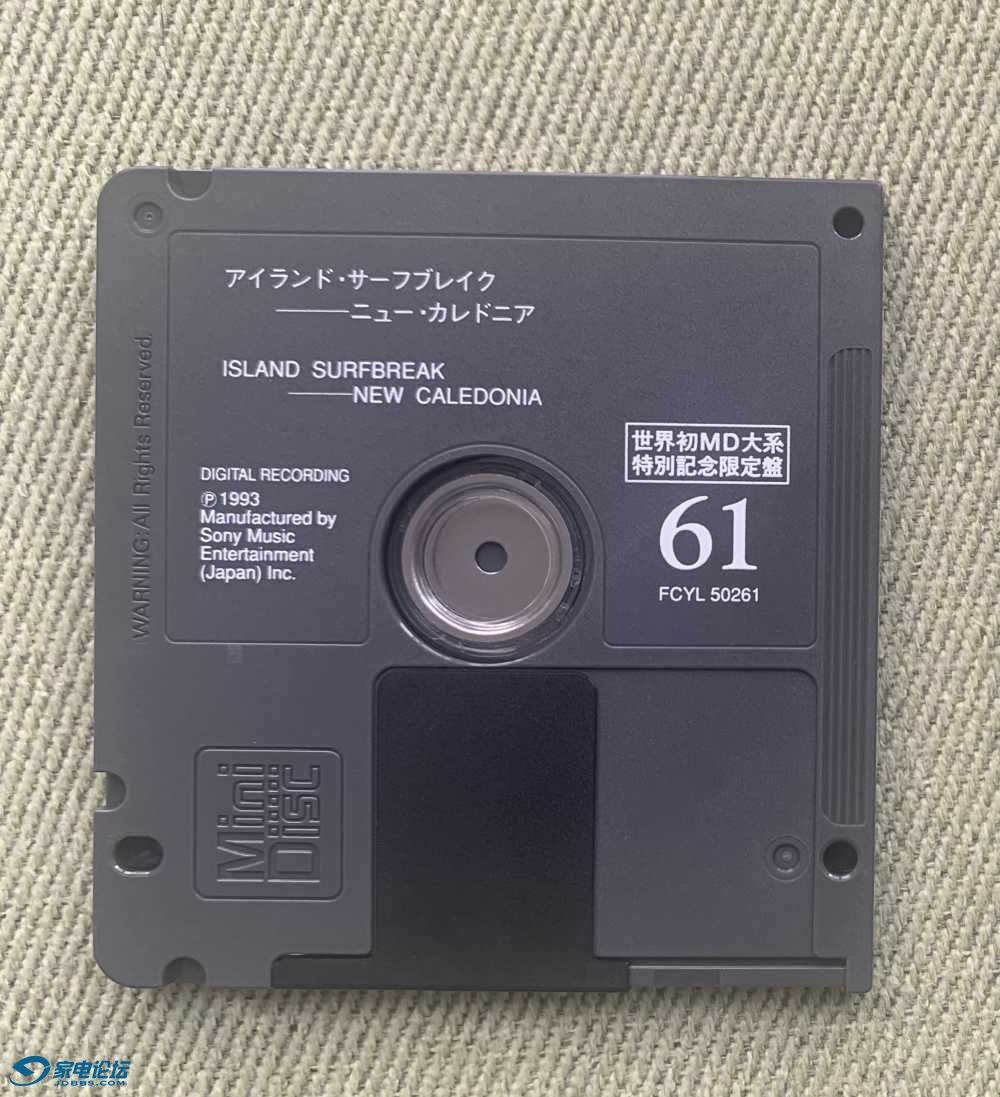 アイランド・サーフブレイク
———ニュー・カレドニア
ISLAND SURFBREAK
———NEW CALEDONIA
世界初MD大系
特別記念限定盤
61
FCYL 50261
DIGITAL RECORDING
Ⓟ1993
Manufactured by
Sony Music
Entertainment
(Japan) Inc.
WARNING:All Rights Reserved.
Mini
Disc
家电论坛
JDBBS.COM